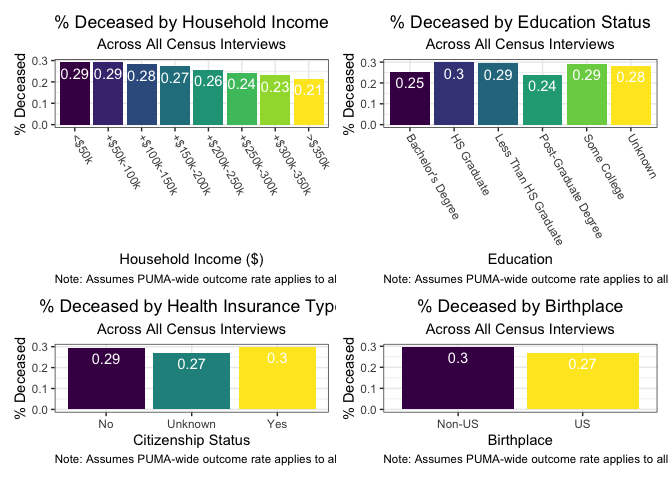 % Deceased by Household Income
Across All Census Interviews
% Deceased
0.3
0.2
0.1
0.0
0.29
0.29
0.28
0.27
0.26
0.24
0.23
0.21
<$50k
+$50k-100k
+$100k-150k
+$150k-200k
+$200k-250k
+$250k-300k
+$300k-350k
>$350k
Household Income ($)
Note: Assumes PUMA-wide outcome rate applies to al
% Deceased by Education Status
Across All Census Interviews
% Deceased
0.3
0.2
0.1
0.0
0.25
0.3
0.29
0.24
0.29
0.28
Bachelor's Degree
HS Graduate
Less Than HS Graduate
Post-Graduate Degree
Some College
Unknown
Education
Note: Assumes PUMA-wide outcome rate applies to all
% Deceased by Health Insurance Type
Across All Census Interviews
% Deceased
0.3
0.2
0.1
0.0
0.29
0.27
0.3
No
Unknown
Yes
Citizenship Status
Note: Assumes PUMA-wide outcome rate applies to al
% Deceased by Birthplace
Across All Census Interviews
% Deceased
0.3
0.2
0.1
0.0
0.3
0.27
Non-US
US
Birthplace
Note: Assumes PUMA-wide outcome rate applies to all